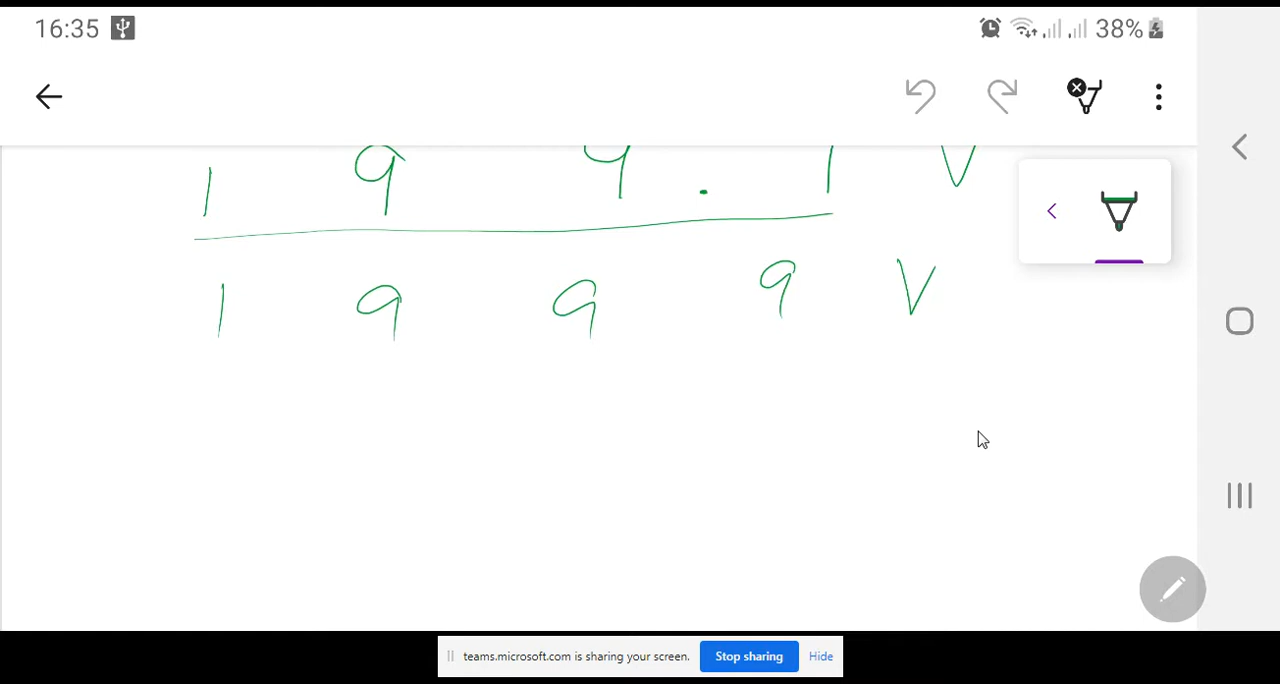 16:35 38%
1 9 9 . 1 V
1 9 9 9 V
teams.microsoft.com is sharing your screen. Stop sharing Hide